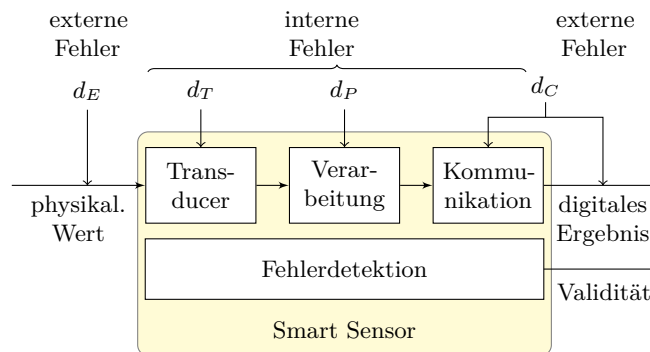 externe
Fehler
interne
Fehler
externe
Fehler
d_E
d_T
d_P
d_C
Trans-
ducer
Verar-
beitung
Kommu-
nikation
physikal.
Wert
digitales
Ergebnis
Fehlerdetektion
Validität
Smart Sensor